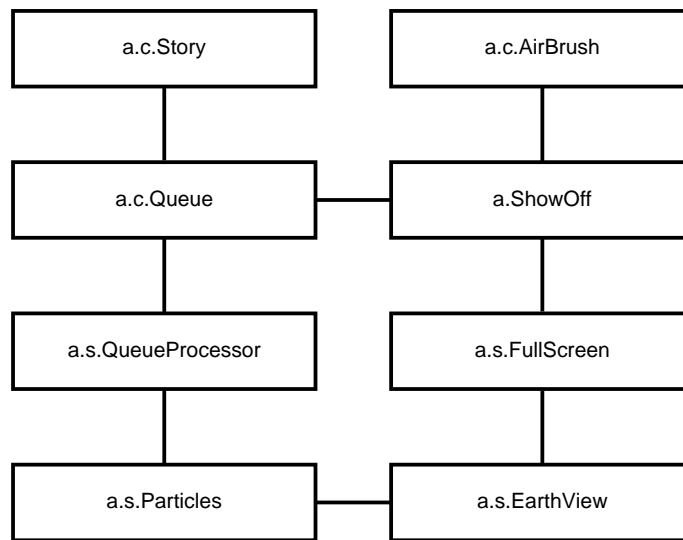 a.c.Story
a.c.AirBrush
a.c.Queue
a.ShowOff
a.s.QueueProcessor
a.s.FullScreen
a.s.Particles
a.s.EarthView